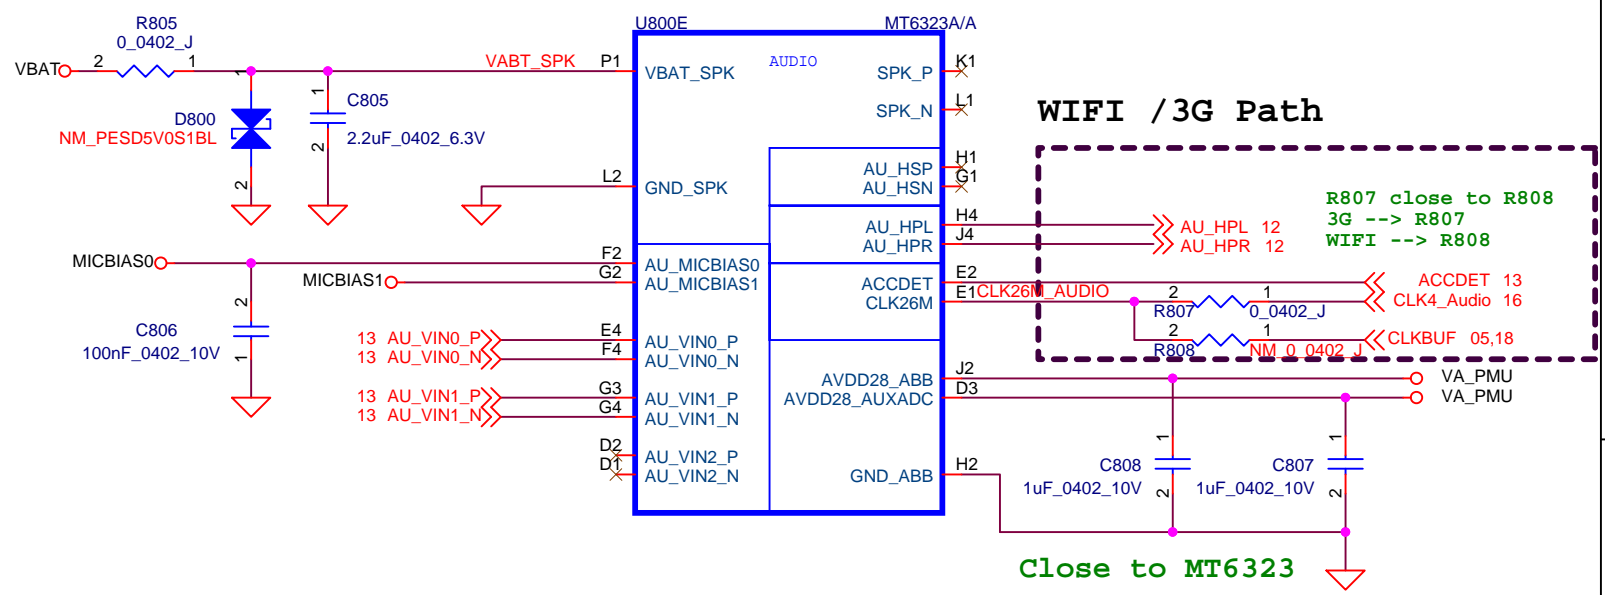 R805
0_0402_J
VBAT
2
1
VABT_SPK
P1
1
D800
NM_PESD5V0S1BL
2
1
C805
2.2uF_0402_6.3V
2
L2
MICBIAS0
F2
MICBIAS1
G2
2
C806
100nF_0402_10V
1
13 AU_VIN0_P
E4
13 AU_VIN0_N
F4
13 AU_VIN1_P
G3
13 AU_VIN1_N
G4
D2
D1
U800E
MT6323A/A
AUDIO
VBAT_SPK
GND_SPK
AU_MICBIAS0
AU_MICBIAS1
AU_VIN0_P
AU_VIN0_N
AU_VIN1_P
AU_VIN1_N
AU_VIN2_P
AU_VIN2_N
SPK_P
SPK_N
AU_HSP
AU_HSN
AU_HPL
AU_HPR
ACCDET
CLK26M
AVDD28_ABB
AVDD28_AUXADC
GND_ABB
K1
L1
H1
G1
H4
J4
E2
E1
CLK26M_AUDIO
J2
D3
H2
WIFI /3G Path
R807 close to R808
3G --> R807
WIFI --> R808
AU_HPL 12
AU_HPR 12
ACCDET 13
CLK4_Audio 16
2
1
R807
0_0402_J
2
1
R808
NM_0_0402_J
CLKBUF 05,18
VA_PMU
VA_PMU
1
C808
1uF_0402_10V
2
1
C807
1uF_0402_10V
2
Close to MT6323